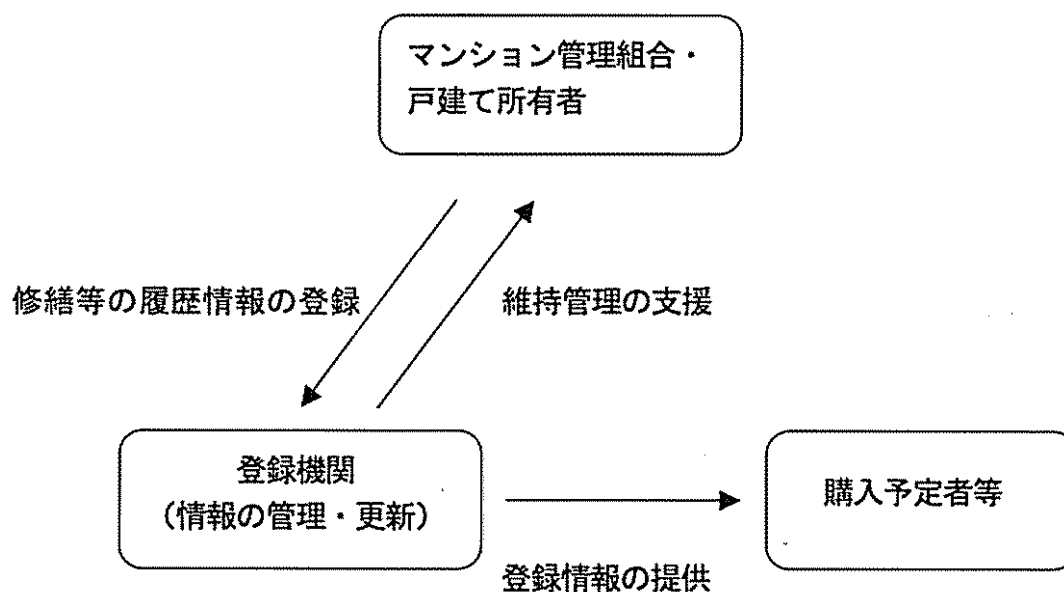 マンション管理組合・
戸建て所有者
修繕等の履歴情報の登録
維持管理の支援
登録機関
（情報の管理・更新）
購入予定者等
登録情報の提供